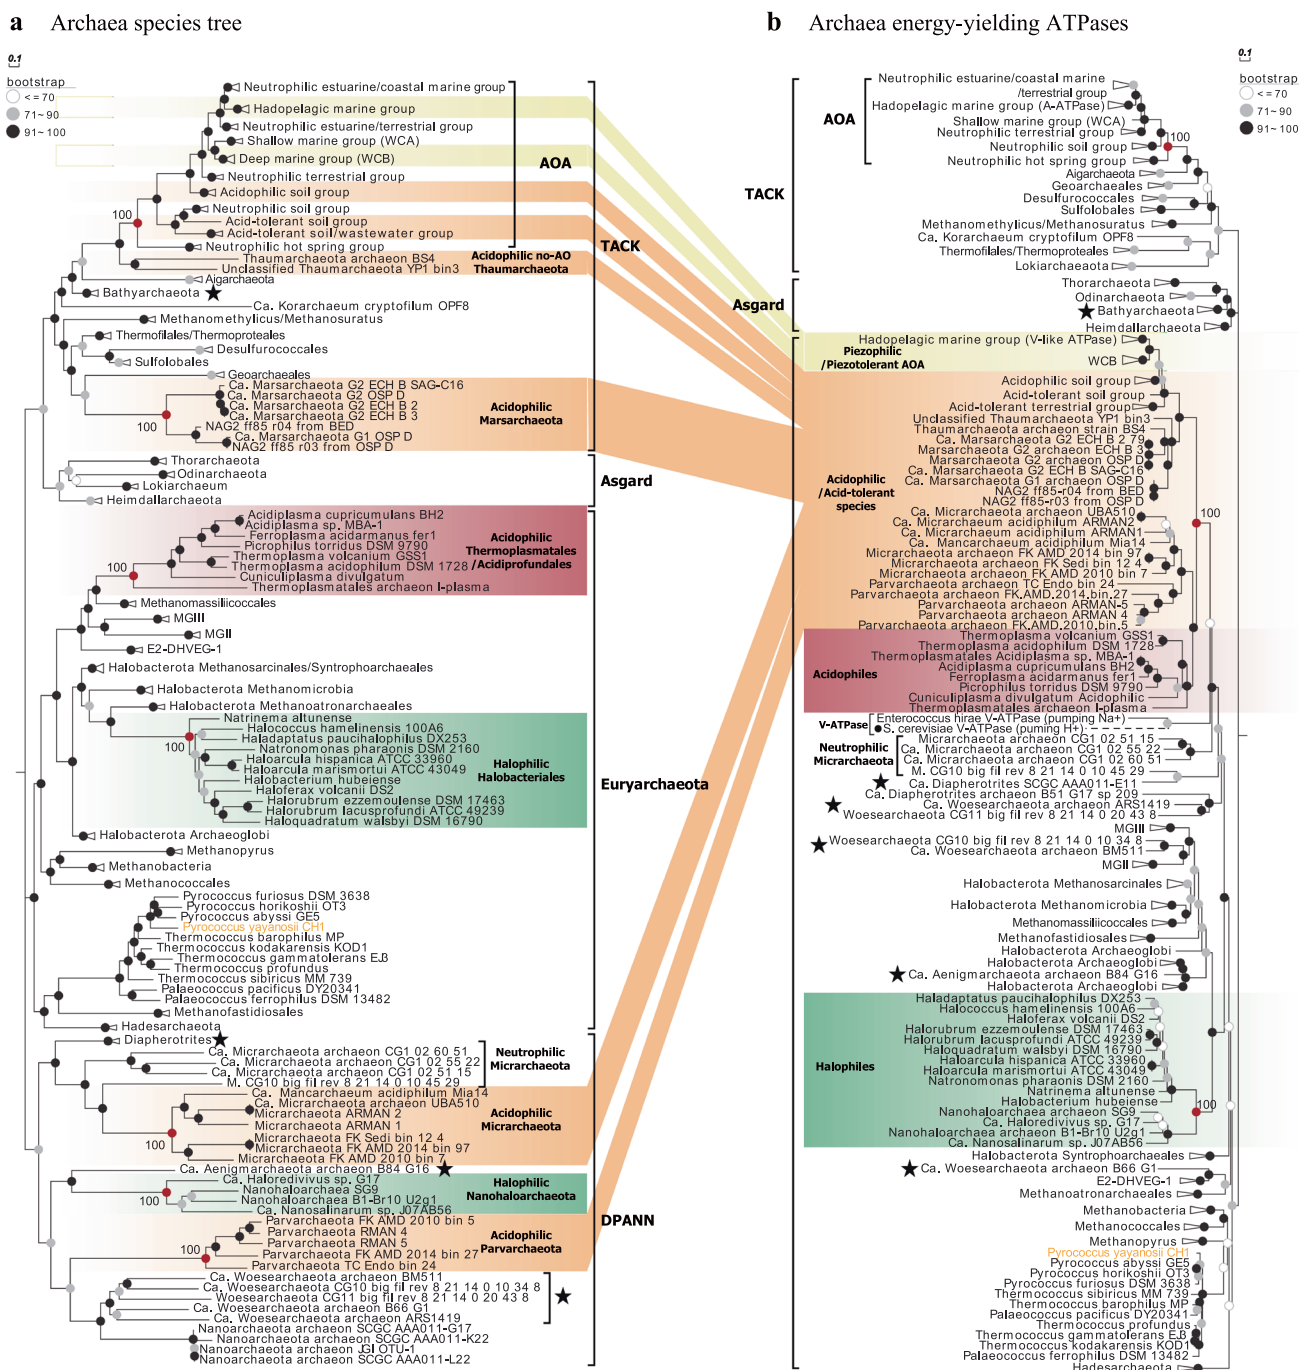 a Archaea species tree
0.1
bootstrap
<=70
71~90
91~100
Neutrophilic estuarine/coastal marine group
Hadopelagic marine group
Neutrophilic estuarine/terrestrial group
Shallow marine group (WCA)
Deep marine group (WCB)
Neutrophilic terrestrial group
Acidophilic soil group
Neutrophilic soil group
Acid-tolerant soil group
Acid-tolerant soil/wastewater group
Neutrophilic hot spring group
100
AOA
Thaumarchaeota archaeon BS4
Unclassified Thaumarchaeota YP1 bin3
Acidophilic no-AO
Thaumarchaeota
Aigarchaeota
Bathyarchaeota
Ca. Korarchaeum cryptofilum OPF8
Methanomethylicus/Methanosuratus
Thermofilales/Thermoproteales
Desulfurococcales
Sulfolobales
Geoarchaeales
Ca. Marsarchaeota G2 ECH B SAG-C16
Ca. Marsarchaeota G2 OSP D
Ca. Marsarchaeota G2 ECH B 2
Ca. Marsarchaeota G2 ECH B 3
NAG2 ff85 r04 from BED
Ca. Marsarchaeota G1 OSP D
NAG2 ff85 r03 from OSP D
100
Acidophilic
Marsarchaeota
TACK
Thorarchaeota
Odinarchaeota
Lokiarchaeum
Heimdallarchaeota
Asgard
Acidiplasma cupricumulans BH2
Acidiplasma sp. MBA-1
Ferroplasma acidarmanus fer1
Picrophilus torridus DSM 9790
Thermoplasma volcanium GSS1
Thermoplasma acidophilum DSM 1728
Cuniculiplasma divulgatum
Thermoplasmatales archaeon I-plasma
100
Acidophilic
Thermoplasmatales
/Acidiprofundales
Methanomassiliicoccales
MGIII
MGII
E2-DHVEG-1
Halobacterota Methanosarcinales/Syntrophoarchaeales
Halobacterota Methanomicrobia
Halobacterota Methanoatronarchaeales
Natrinema altunense
Halococcus hamelinensis 100A6
Haladaptatus paucihalophilus DX253
Natronomonas pharaonis DSM 2160
Haloarcula hispanica ATCC 33960
Haloarcula marismortui ATCC 43049
Halobacterium hubeiense
Haloferax volcanii DS2
Halorubrum ezzemoulense DSM 17463
Halorubrum lacusprofundi ATCC 49239
Haloquadratum walsbyi DSM 16790
100
Halophilic
Halobacteriales
Halobacterota Archaeoglobi
Methanopyrus
Methanobacteria
Methanococcales
Pyrococcus furiosus DSM 3638
Pyrococcus horikoshii OT3
Pyrococcus abyssi GE5
Pyrococcus yayanosii CH1
Thermococcus barophilus MP
Thermococcus kodakarensis KOD1
Thermococcus gammatolerans EJ3
Thermococcus profundus
Thermococcus sibiricus MM 739
Palaeococcus pacificus DY20341
Palaeococcus ferrophilus DSM 13482
Methanofastidiosales
Hadesarchaeota
Euryarchaeota
Diapherotrites
Ca. Micrarchaeota archaeon CG1 02 60 51
Ca. Micrarchaeota archaeon CG1 02 55 22
Ca. Micrarchaeota archaeon CG1 02 51 15
M. CG10 big fil rev 8 21 14 0 10 45 29
Neutrophilic
Micrarchaeota
Ca. Mancarchaeum acidiphilum Mia14
Ca. Micrarchaeota archaeon UBA510
Micrarchaeota ARMAN 2
Micrarchaeota ARMAN 1
Micrarchaeota FK Sedi bin 12 4
Micrarchaeota FK AMD 2014 bin 97
Micrarchaeota FK AMD 2010 bin 7
100
Acidophilic
Micrarchaeota
Ca. Aenigmarchaeota archaeon B84 G16
Ca. Haloredivivus sp. G17
Nanohaloarchaea SG9
Nanohaloarchaea B1-Br10 U2g1
Ca. Nanosalinarum sp. J07AB56
100
Halophilic
Nanohaloarchaeota
Parvarchaeota FK AMD 2010 bin 5
Parvarchaeota RMAN 4
Parvarchaeota RMAN 5
Parvarchaeota FK AMD 2014 bin 27
Parvarchaeota TC Endo bin 24
100
Acidophilic
Parvarchaeota
DPANN
Ca. Woesearchaeota archaeon BM511
Ca. Woesearchaeota CG10 big fil rev 8 21 14 0 10 34 8
Woesearchaeota CG11 big fil rev 8 21 14 0 20 43 8
Ca. Woesearchaeota archaeon B66 G1
Ca. Woesearchaeota archaeon ARS1419
Nanoarchaeota archaeon SCGC AAA011-G17
Nanoarchaeota archaeon SCGC AAA011-K22
Nanoarchaeota archaeon JGI OTU-1
Nanoarchaeota archaeon SCGC AAA011-L22
b Archaea energy-yielding ATPases
0.1
bootstrap
<=70
71~90
91~100
Neutrophilic estuarine/coastal marine
/terrestrial group
Hadopelagic marine group (A-ATPase)
Shallow marine group (WCA)
Neutrophilic terrestrial group
Neutrophilic soil group
Neutrophilic hot spring group
100
AOA
Aigarchaeota
Geoarchaeales
Desulfurococcales
Sulfolobales
Methanomethylicus/Methanosuratus
Ca. Korarchaeum cryptofilum OPF8
Thermofilales/Thermoproteales
Lokiarchaeaota
TACK
Thorarchaeota
Odinarchaeota
Bathyarchaeota
Heimdallarchaeota
Asgard
Hadopelagic marine group (V-like ATPase)
WCB
Piezophilic
/Piezotolerant AOA
Acidophilic soil group
Acid-tolerant soil group
Acid-tolerant terrestrial group
Unclassified Thaumarchaeota YP1 bin3
Thaumarchaeota archaeon strain BS4
Ca. Marsarchaeota G2 ECH B 2 79
Marsarchaeota G2 archaeon ECH B 3
Marsarchaeota G2 archaeon OSP D
Ca. Marsarchaeota G2 ECH B SAG-C16
Ca. Marsarchaeota G1 archaeon OSP D
NAG2 ff85-r04 from BED
NAG2 ff85-r03 from OSP D
Ca. Micrarchaeota archaeon UBA510
Ca. Micrarchaeum acidiphilum ARMAN2
Ca. Micrarchaeum acidiphilum ARMAN1
Ca. Mancarchaeum acidiphilum Mia14
Micrarchaeota archaeon FK AMD 2014 bin 97
Micrarchaeota archaeon FK Sedi bin 12 4
Micrarchaeota archaeon FK AMD 2010 bin 7
Parvarchaeota archaeon TC Endo bin 24
Parvarchaeota archaeon FK.AMD.2014.bin.27
Parvarchaeota archaeon ARMAN-5
Parvarchaeota archaeon ARMAN 4
Parvarchaeota archaeon FK.AMD.2010.bin.5
100
Acidophilic
/Acid-tolerant
species
Thermoplasma volcanium GSS1
Thermoplasma acidophilum DSM 1728
Thermoplasmatales Acidiplasma sp. MBA-1
Acidiplasma cupricumulans BH2
Ferroplasma acidarmanus fer1
Picrophilus torridus DSM 9790
Cuniculiplasma divulgatum Acidophilic
Thermoplasmatales archaeon I-plasma
Acidophiles
V-ATPase
Enterococcus hirae V-ATPase (pumping Na+)
S. cerevisiae V-ATPase (puming H+)
Neutrophilic
Micrarchaeota
Micrarchaeota archaeon CG1 02 51 15
Ca. Micrarchaeota archaeon CG1 02 55 22
Ca. Micrarchaeota archaeon CG1 02 60 51
M. CG10 big fil rev 8 21 14 0 10 45 29
Ca. Diapherotrites SCGC AAA011-E11
Ca. Diapherotrites archaeon B51 G17 sp 209
Ca. Woesearchaeota archaeon ARS1419
Woesearchaeota CG11 big fil rev 8 21 14 0 20 43 8
MGIII
Woesearchaeota CG10 big fil rev 8 21 14 0 10 34 8
Ca. Woesearchaeota archaeon BM511
MGII
Halobacterota Methanosarcinales
Halobacterota Methanomicrobia
Methanomassiliicoccales
Methanofastidiosales
Halobacterota Archaeoglobi
Halobacterota Archaeoglobi
Ca. Aenigmarchaeota archaeon B84 G16
Halobacterota Archaeoglobi
Haladaptatus paucihalophilus DX253
Halococcus hamelinensis 100A6
Haloferax volcanii DS2
Halorubrum ezzemoulense DSM 17463
Halorubrum lacusprofundi ATCC 49239
Haloquadratum walsbyi DSM 16790
Haloarcula hispanica ATCC 33960
Haloarcula marismortui ATCC 43049
Natronomonas pharaonis DSM 2160
Natrinema altunense
Halobacterium hubeiense
Nanohaloarchaea archaeon SG9
Ca. Haloredivivus sp. G17
Nanohaloarchaea archaeon B1-Br10 U2g1
Ca. Nanosalinarum sp. J07AB56
100
Halophiles
Halobacterota Syntrophoarchaeales
Ca. Woesearchaeota archaeon B66 G1
E2-DHVEG-1
Methanoatronarchaeales
Methanobacteria
Methanococcales
Methanopyrus
Pyrococcus yayanosii CH1
Pyrococcus abyssi GE5
Pyrococcus horikoshii OT3
Pyrococcus furiosus DSM 3638
Thermococcus sibiricus MM 739
Thermococcus barophilus MP
Palaeococcus pacificus DY20341
Thermococcus profundus
Thermococcus gammatolerans EJ3
Thermococcus kodakarensis KOD1
Palaeococcus ferrophilus DSM 13482
Hadesarchaeota